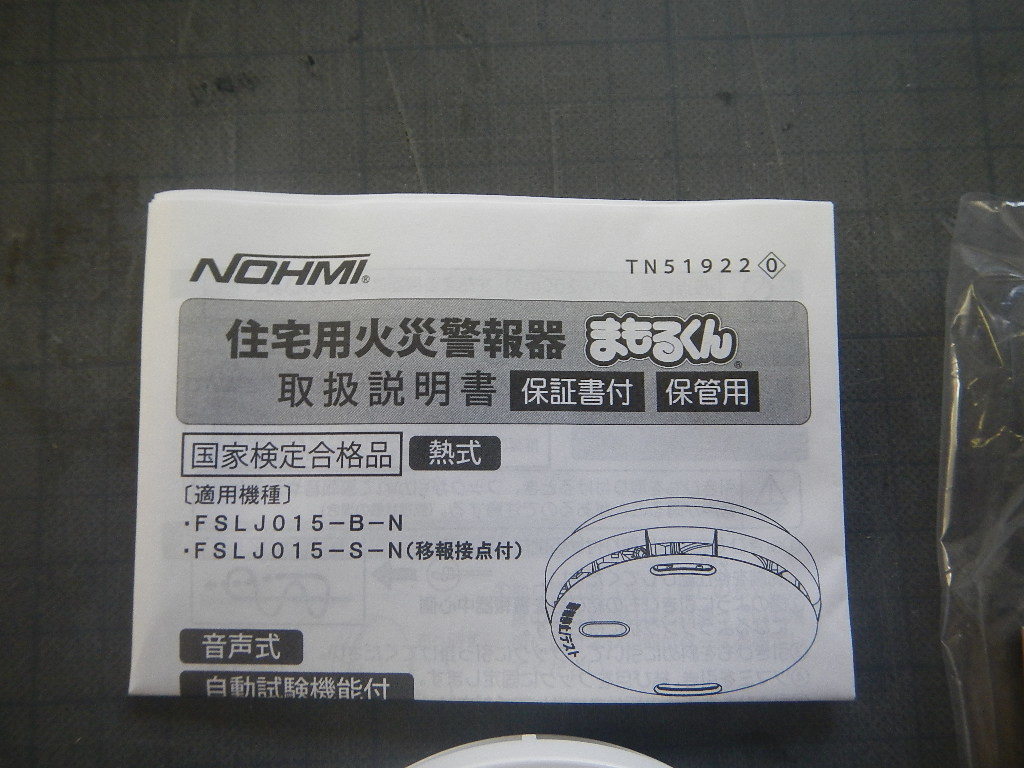 NOHMI®
TN51922 0
住宅用火災警報器 まもるくん®
取扱説明書 保証書付 保管用
国家検定合格品 熱式
〔適用機種〕
・FSLJ015-B-N
・FSLJ015-S-N(移報接点付)
音声式
自動試験機能付